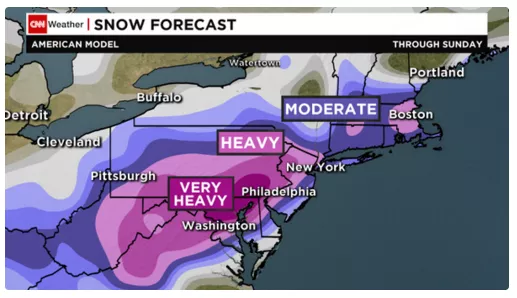 CNN Weather SNOW FORECAST
AMERICAN MODEL THROUGH SUNDAY
Watertown
Portland
Buffalo
MODERATE
Boston
Detroit
Cleveland
HEAVY
Pittsburgh
New York
VERY
HEAVY
Philadelphia
Washington